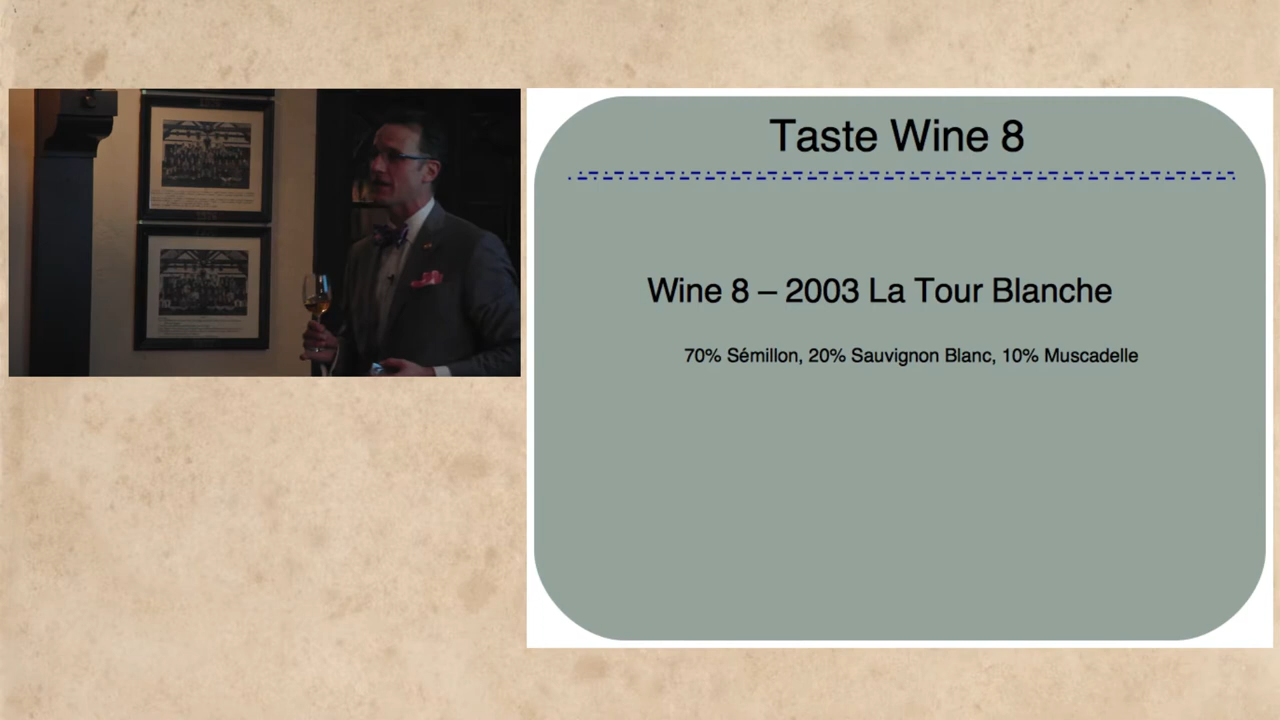 Taste Wine 8
Wine 8 – 2003 La Tour Blanche
70% Sémillon, 20% Sauvignon Blanc, 10% Muscadelle